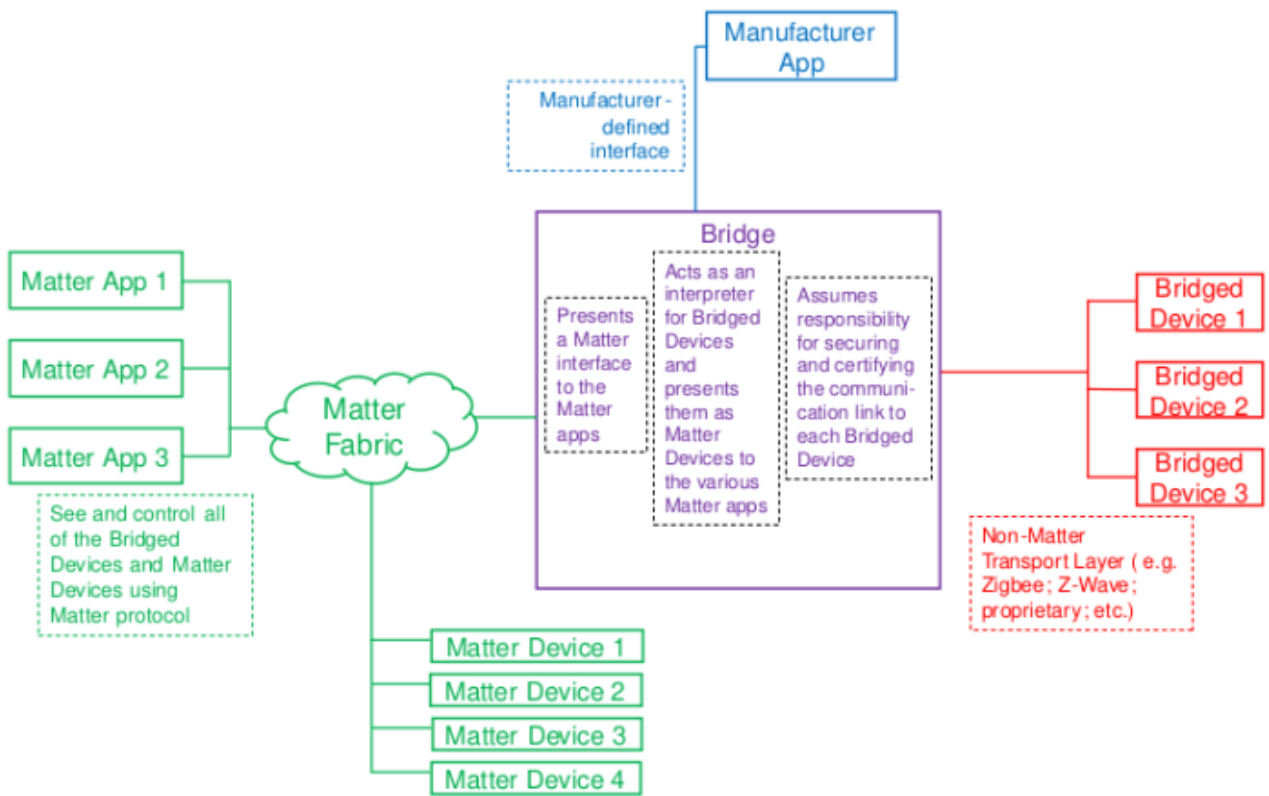 Manufacturer
App
Manufacturer-
defined
interface
Bridge
Presents
a Matter
interface
to the
Matter
apps
Acts as an
interpreter
for Bridged
Devices
and
presents
them as
Matter
Devices to
the various
Matter apps
Assumes
responsibility
for securing
and certifying
the communi-
cation link to
each Bridged
Device
Matter App 1
Matter App 2
Matter App 3
See and control all
of the Bridged
Devices and Matter
Devices using
Matter protocol
Matter
Fabric
Matter Device 1
Matter Device 2
Matter Device 3
Matter Device 4
Bridged
Device 1
Bridged
Device 2
Bridged
Device 3
Non-Matter
Transport Layer ( e.g.
Zigbee; Z-Wave;
proprietary; etc.)